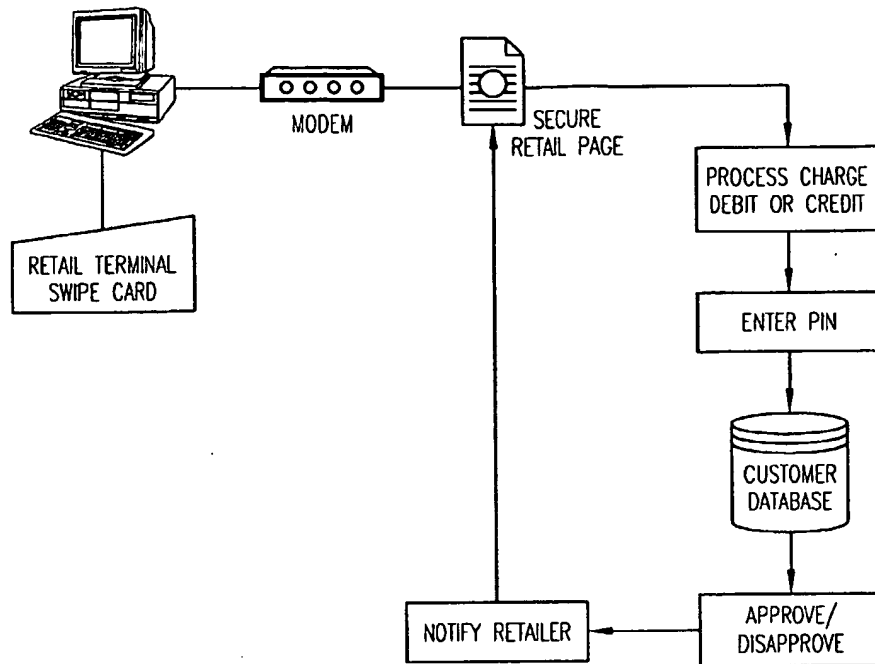 MODEM
SECURE
RETAIL PAGE
PROCESS CHARGE
DEBIT OR CREDIT
RETAIL TERMINAL
SWIPE CARD
ENTER PIN
CUSTOMER
DATABASE
NOTIFY RETAILER
APPROVE/
DISAPPROVE